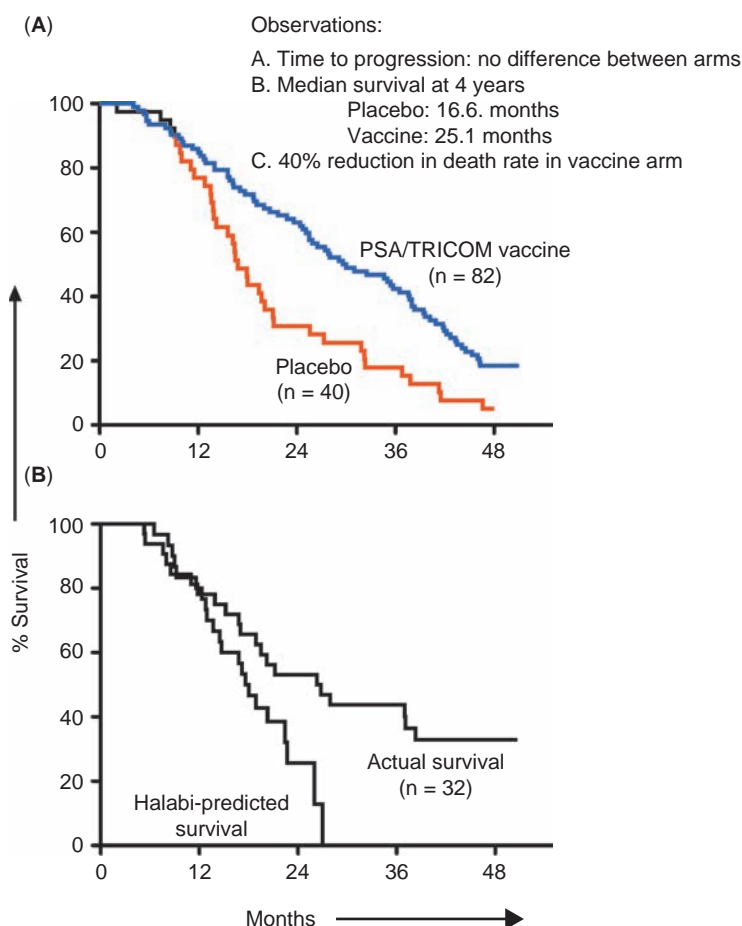 (A)
Observations:
A. Time to progression: no difference between arms
B. Median survival at 4 years
Placebo: 16.6. months
Vaccine: 25.1 months
C. 40% reduction in death rate in vaccine arm
100
80
60
40
20
0
PSA/TRICOM vaccine
(n = 82)
Placebo
(n = 40)
0 12 24 36 48
(B)
% Survival
100
80
60
40
20
0
Actual survival
(n = 32)
Halabi-predicted
survival
0 12 24 36 48
Months